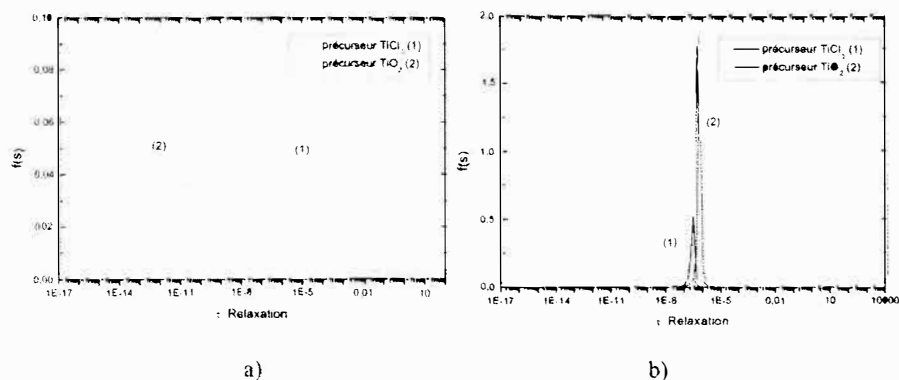 0,10
0,08
0,06
0,04
0,02
0,00
f(s)
précurseur TiCl3 (1)
précurseur TiO2 (2)
(2)
(1)
1E-17 1E-14 1E-11 1E-8 1E-5 0,01 10
τ Relaxation
a)
2,0
1,5
1,0
0,5
0,0
f(s)
précurseur TiCl3 (1)
précurseur TiO2 (2)
(2)
(1)
1E-17 1E-14 1E-11 1E-8 1E-5 0,01 10 10000
τ Relaxation
b)